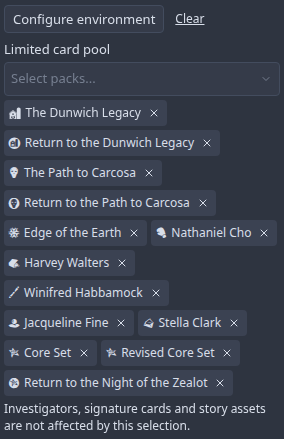 Configure environment Clear
Limited card pool
Select packs...
The Dunwich Legacy ×
Return to the Dunwich Legacy ×
The Path to Carcosa ×
Return to the Path to Carcosa ×
Edge of the Earth × Nathaniel Cho ×
Harvey Walters ×
Winifred Habbamock ×
Jacqueline Fine × Stella Clark ×
Core Set × Revised Core Set ×
Return to the Night of the Zealot ×
Investigators, signature cards and story assets
are not affected by this selection.